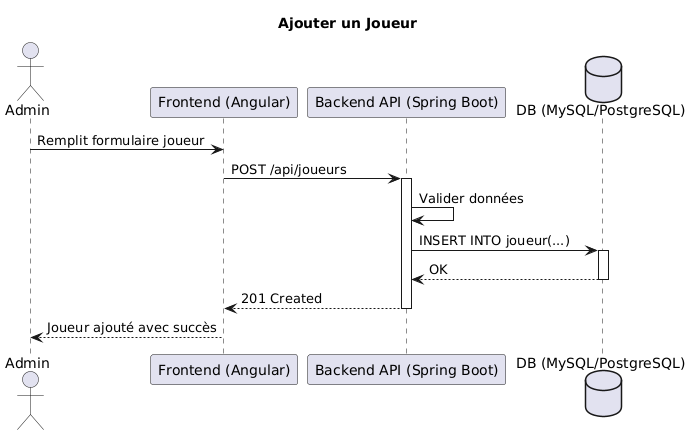 Ajouter un Joueur
Admin
Frontend (Angular)
Backend API (Spring Boot)
DB (MySQL/PostgreSQL)
Remplit formulaire joueur
POST /api/joueurs
Valider données
INSERT INTO joueur(...)
OK
201 Created
Joueur ajouté avec succès
Admin
Frontend (Angular)
Backend API (Spring Boot)
DB (MySQL/PostgreSQL)